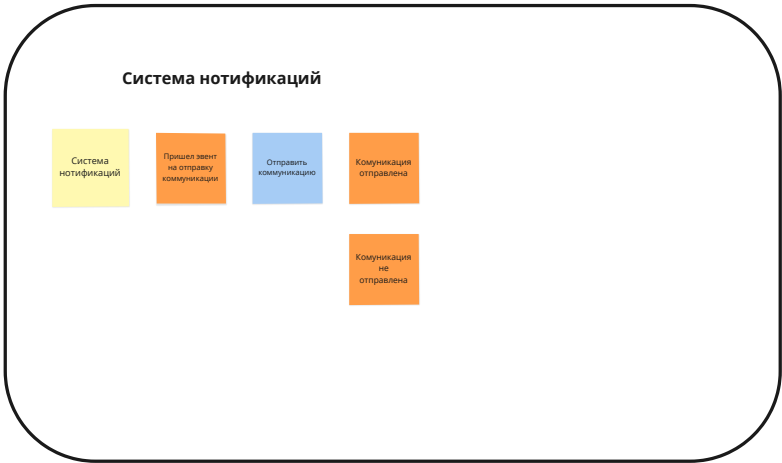 Система нотификаций
Система
нотификаций
Пришел эвент
на отправку
коммуникации
Отправить
коммуникацию
Комуникация
отправлена
Комуникация
не
отправлена